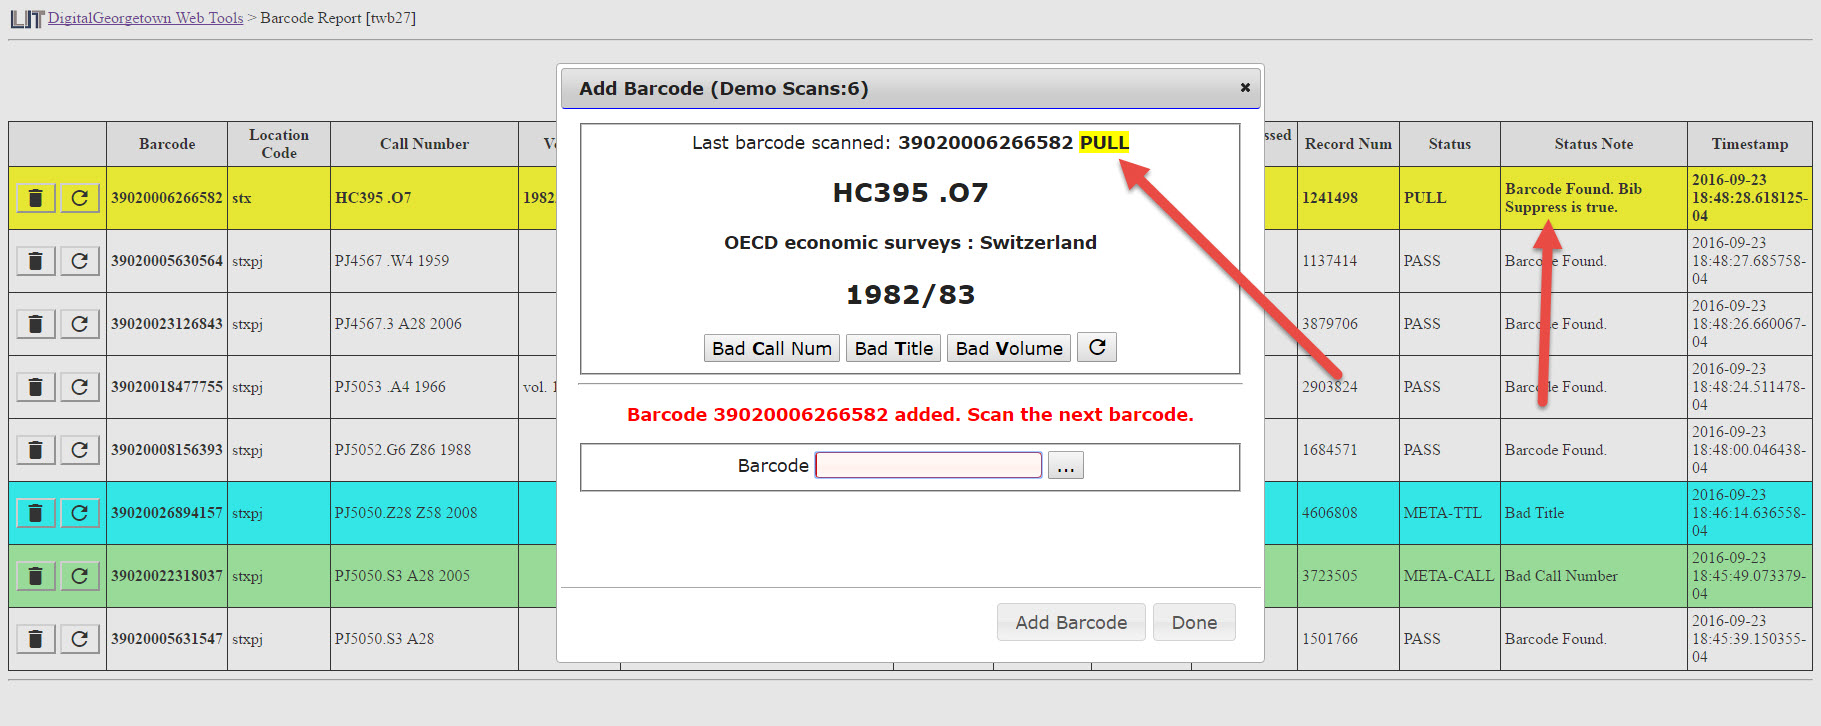 LIT DigitalGeorgetown Web Tools > Barcode Report [twb27]
Add Barcode (Demo Scans:6)
Last barcode scanned: 39020006266582 PULL
HC395 .O7
OECD economic surveys : Switzerland
1982/83
Bad Call Num Bad Title Bad Volume
Barcode 39020006266582 added. Scan the next barcode.
Barcode ...
Add Barcode Done
Barcode Location Code Call Number Record Num Status Status Note Timestamp
39020006266582 stx HC395 .O7 1982 1241498 PULL Barcode Found. Bib Suppress is true. 2016-09-23 18:48:28.618125-04
39020005630564 stxpj PJ4567 .W4 1959 1137414 PASS Barcode Found. 2016-09-23 18:48:27.685758-04
39020023126843 stxpj PJ4567.3 A28 2006 3879706 PASS Barcode Found. 2016-09-23 18:48:26.660067-04
39020018477755 stxpj PJ5053 .A4 1966 vol. 1 2903824 PASS Barcode Found. 2016-09-23 18:48:24.511478-04
39020008156393 stxpj PJ5052.G6 Z86 1988 1684571 PASS Barcode Found. 2016-09-23 18:48:00.046438-04
39020026894157 stxpj PJ5050.Z28 Z58 2008 4606808 META-TTL Bad Title 2016-09-23 18:46:14.636558-04
39020022318037 stxpj PJ5050.S3 A28 2005 3723505 META-CALL Bad Call Number 2016-09-23 18:45:49.073379-04
39020005631547 stxpj PJ5050.S3 A28 1501766 PASS Barcode Found. 2016-09-23 18:45:39.150355-04